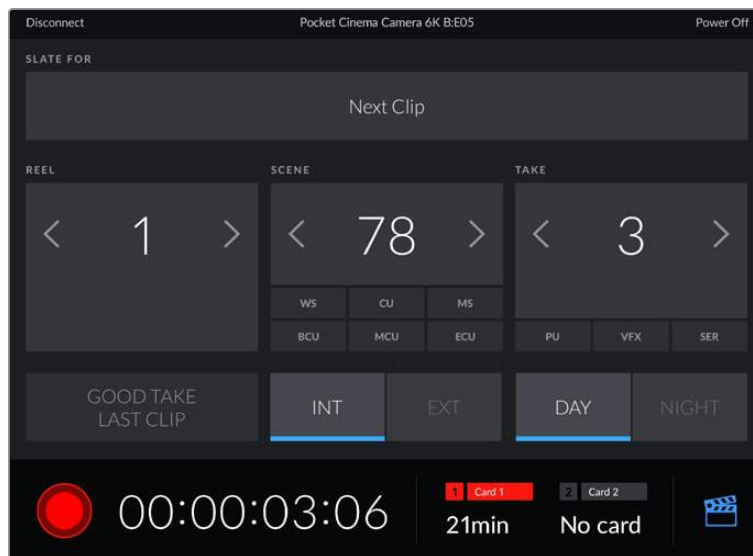 Disconnect Pocket Cinema Camera 6K B:E05 Power Off
SLATE FOR
Next Clip
REEL SCENE TAKE
< 1 > < 78 > < 3 >
WS CU MS
BCU MCU ECU PU VFX SER
GOOD TAKE
LAST CLIP
INT EXT DAY NIGHT
1 Card 1 2 Card 2
00:00:03:06 21min No card